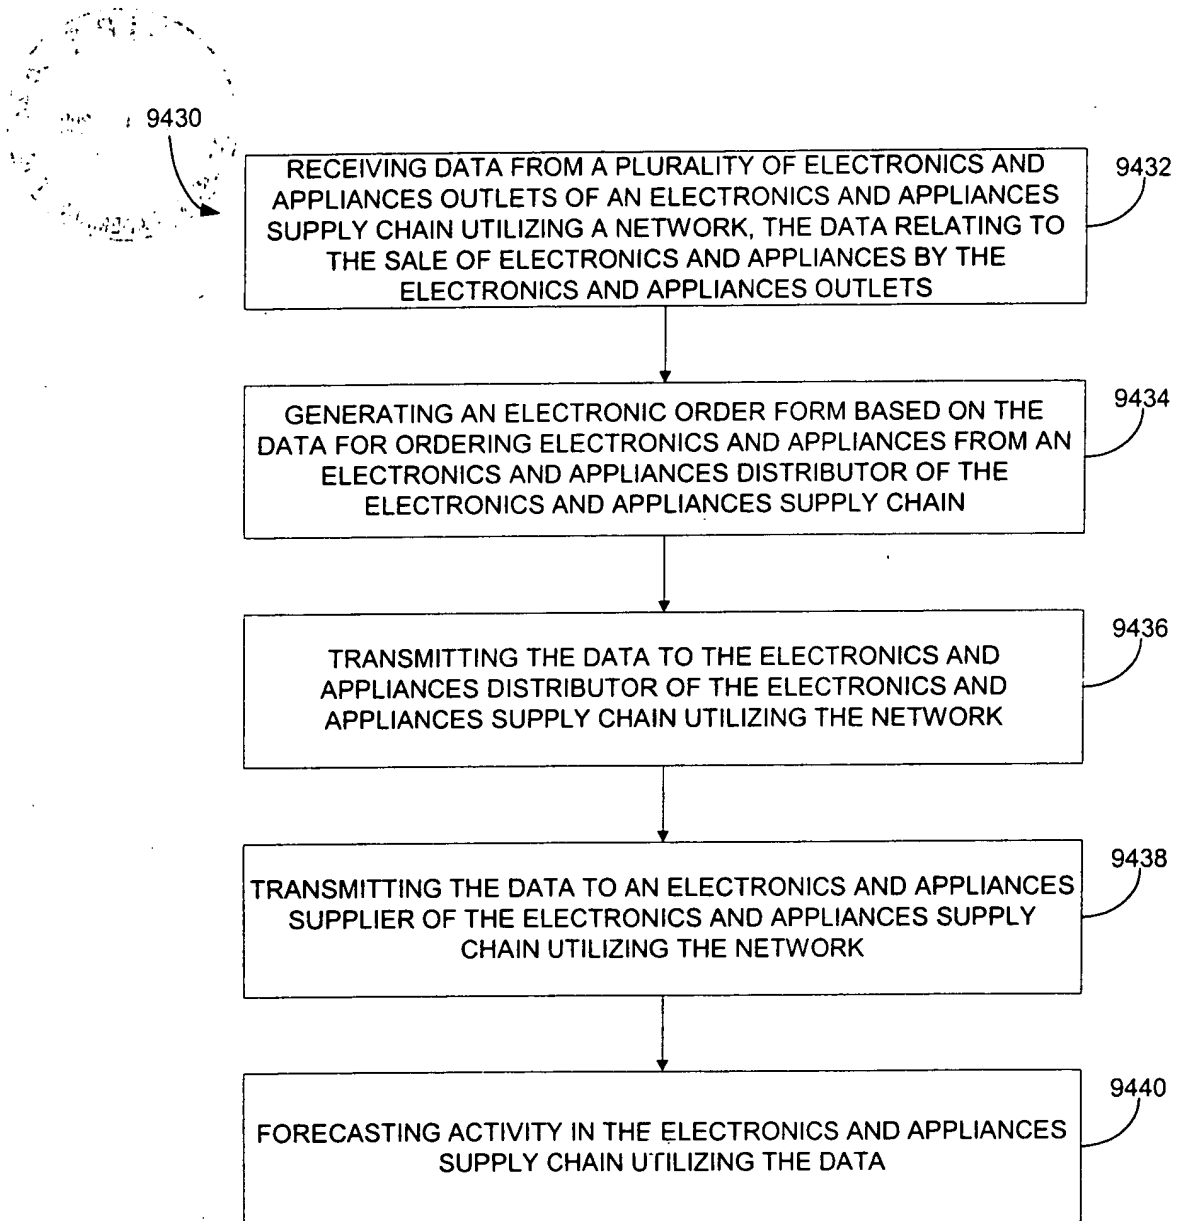 9430
RECEIVING DATA FROM A PLURALITY OF ELECTRONICS AND
APPLIANCES OUTLETS OF AN ELECTRONICS AND APPLIANCES
SUPPLY CHAIN UTILIZING A NETWORK, THE DATA RELATING TO
THE SALE OF ELECTRONICS AND APPLIANCES BY THE
ELECTRONICS AND APPLIANCES OUTLETS
9432
GENERATING AN ELECTRONIC ORDER FORM BASED ON THE
DATA FOR ORDERING ELECTRONICS AND APPLIANCES FROM AN
ELECTRONICS AND APPLIANCES DISTRIBUTOR OF THE
ELECTRONICS AND APPLIANCES SUPPLY CHAIN
9434
TRANSMITTING THE DATA TO THE ELECTRONICS AND
APPLIANCES DISTRIBUTOR OF THE ELECTRONICS AND
APPLIANCES SUPPLY CHAIN UTILIZING THE NETWORK
9436
TRANSMITTING THE DATA TO AN ELECTRONICS AND APPLIANCES
SUPPLIER OF THE ELECTRONICS AND APPLIANCES SUPPLY
CHAIN UTILIZING THE NETWORK
9438
FORECASTING ACTIVITY IN THE ELECTRONICS AND APPLIANCES
SUPPLY CHAIN UTILIZING THE DATA
9440